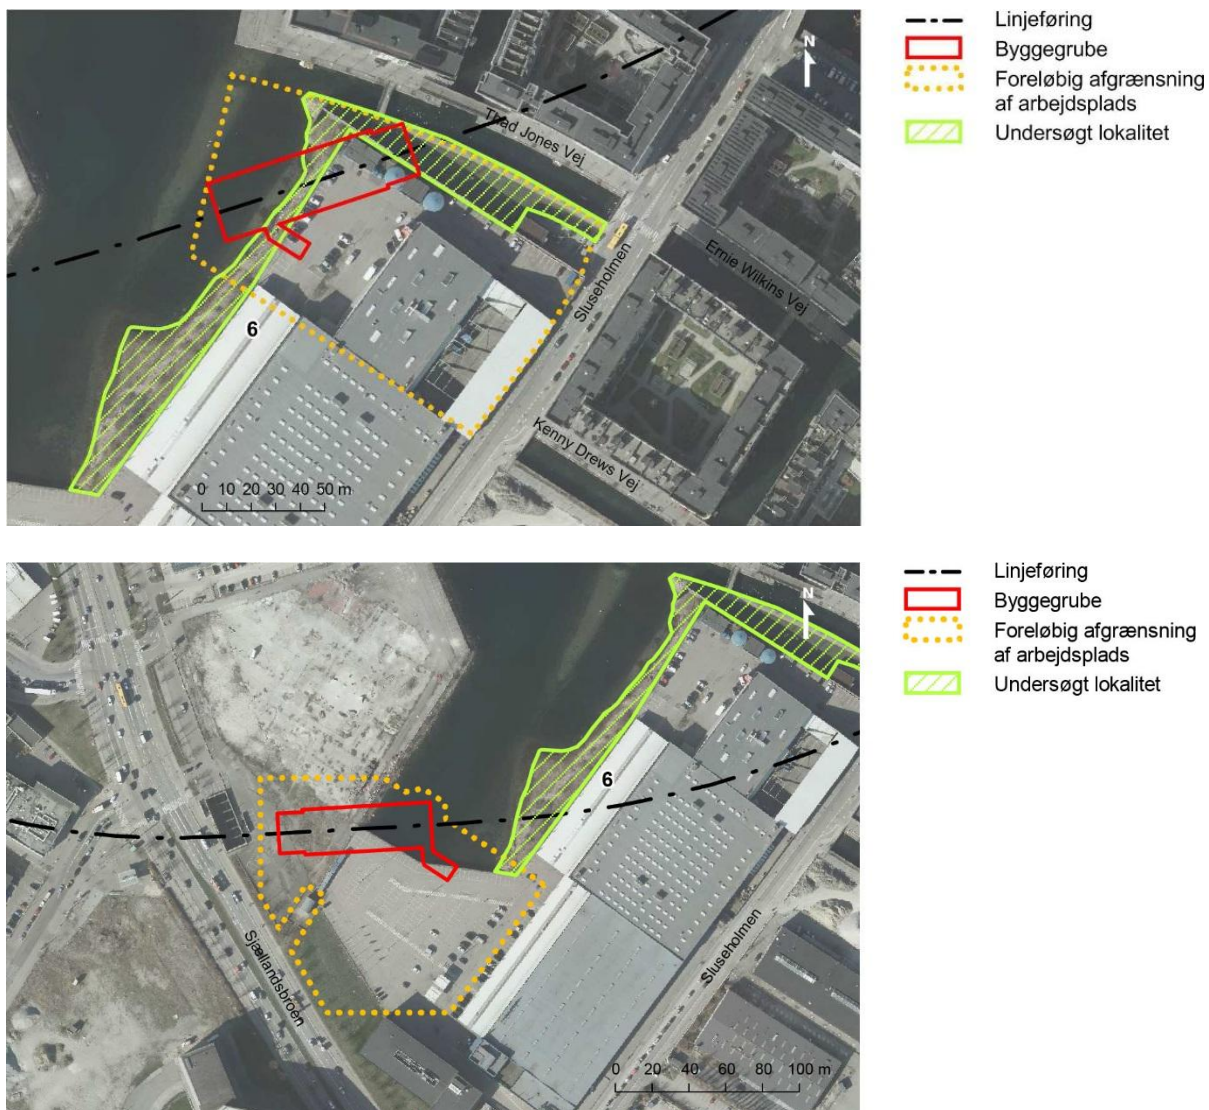 Linjeføring
Byggegrube
Foreløbig afgrænsning
af arbejdsplads
Undersøgt lokalitet
N
Thad Jones Vej
Ernie Wilkins Vej
Sluseholmen
6
Kenny Drews Vej
0 10 20 30 40 50 m
Linjeføring
Byggegrube
Foreløbig afgrænsning
af arbejdsplads
Undersøgt lokalitet
N
6
Sluseholmen
Sjællandsbroen
0 20 40 60 80 100 m